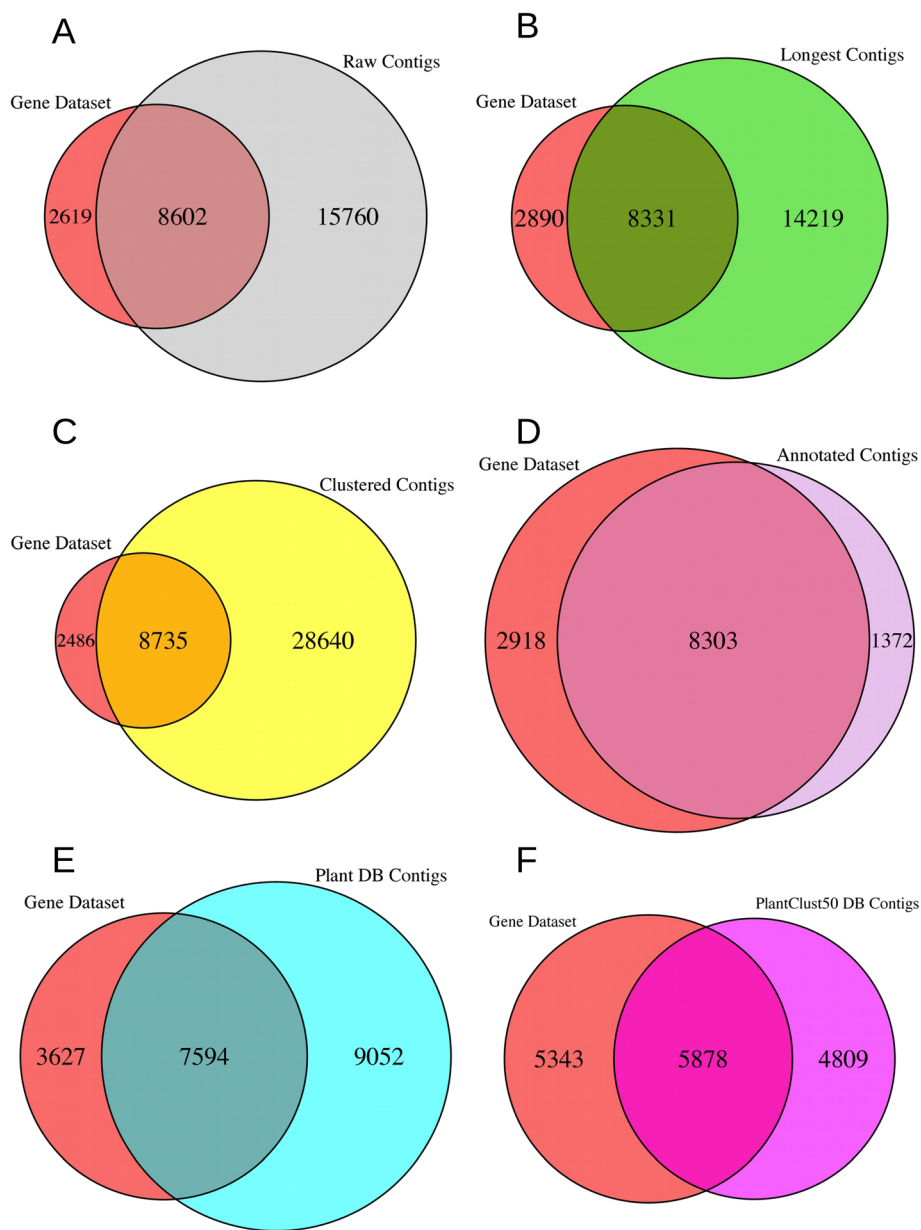 A
Raw Contigs
Gene Dataset
2619
8602
15760
B
Longest Contigs
Gene Dataset
2890
8331
14219
C
Clustered Contigs
Gene Dataset
2486
8735
28640
D
Annotated Contigs
Gene Dataset
2918
8303
1372
E
Plant DB Contigs
Gene Dataset
3627
7594
9052
F
PlantClust50 DB Contigs
Gene Dataset
5343
5878
4809